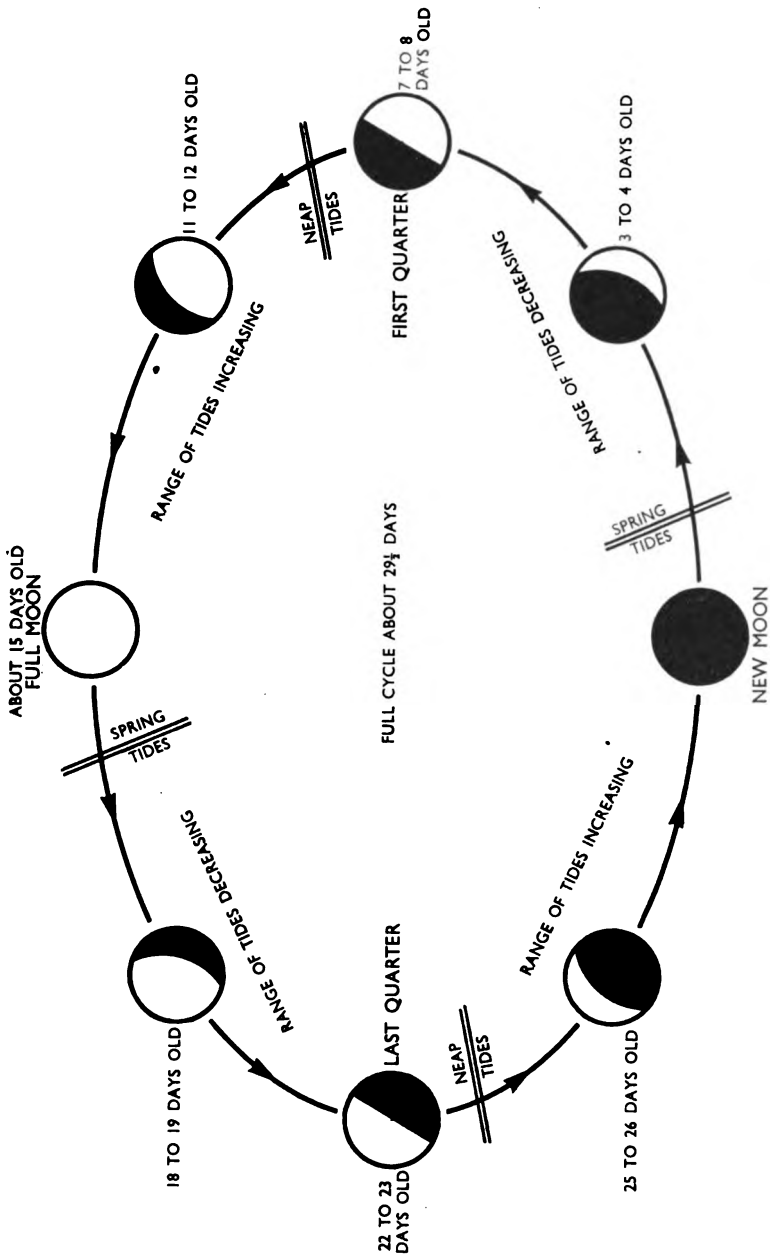 ABOUT 15 DAYS OLD
FULL MOON
SPRING
TIDES
RANGE OF TIDES INCREASING
11 TO 12 DAYS OLD
NEAP
TIDES
18 TO 19 DAYS OLD
RANGE OF TIDES DECREASING
22 TO 23
DAYS OLD
LAST QUARTER
FULL CYCLE ABOUT 29½ DAYS
FIRST QUARTER
7 TO 8
DAYS OLD
NEAP
TIDES
RANGE OF TIDES INCREASING
25 TO 26 DAYS OLD
SPRING
TIDES
RANGE OF TIDES DECREASING
3 TO 4 DAYS OLD
NEW MOON